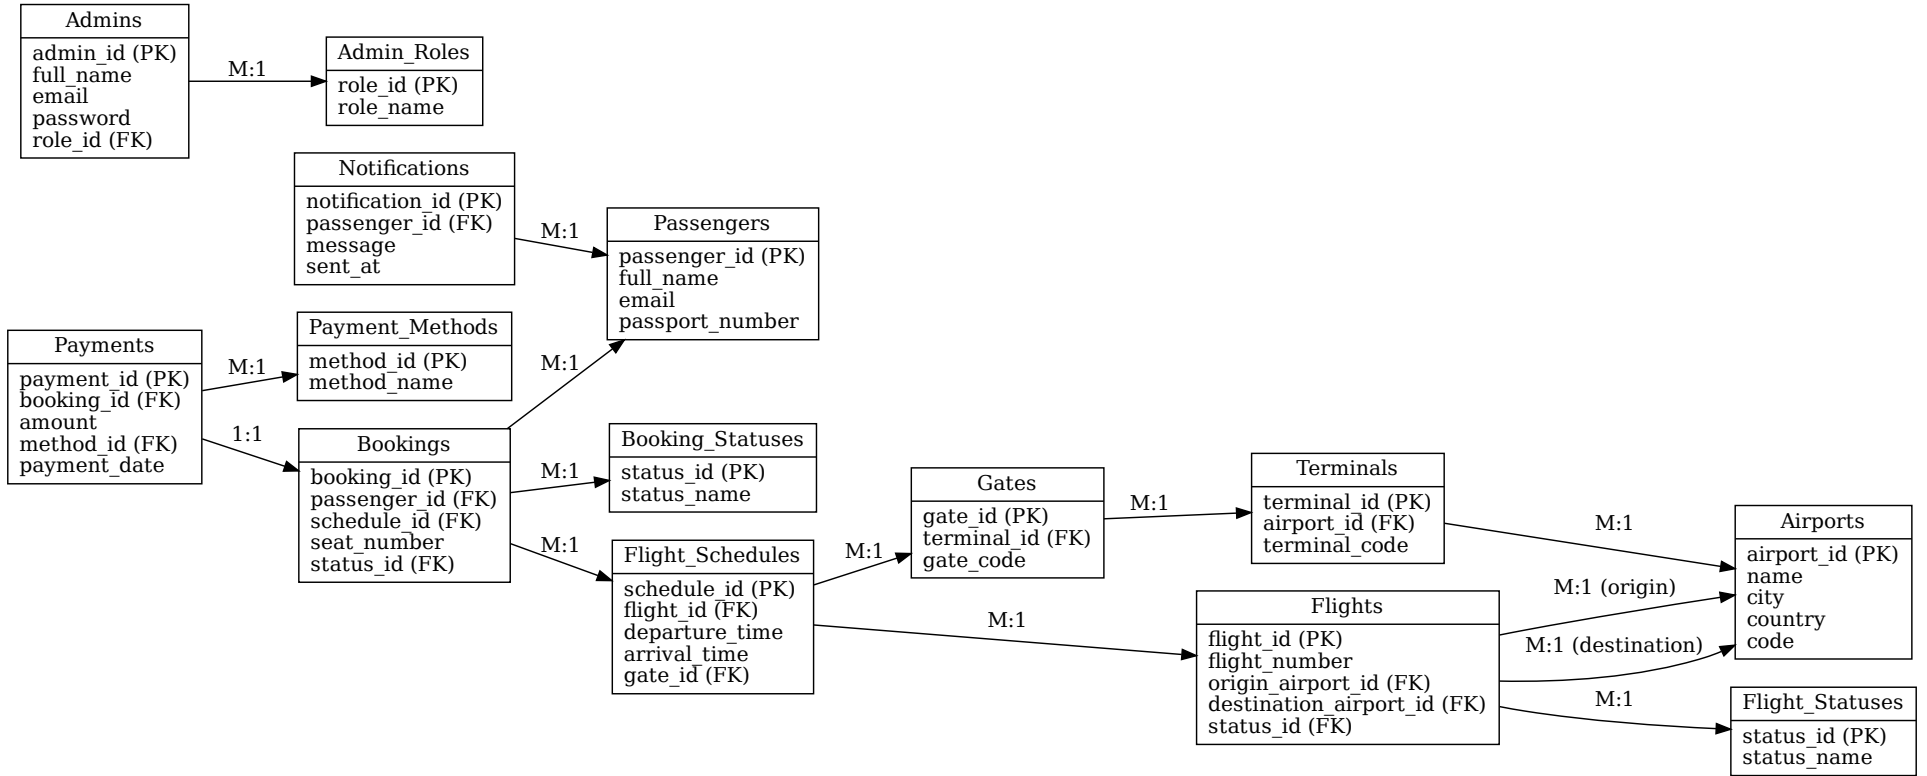 Admins
admin_id (PK)
full_name
email
password
role_id (FK)
M:1
Admin_Roles
role_id (PK)
role_name
Notifications
notification_id (PK)
passenger_id (FK)
message
sent_at
M:1
Passengers
passenger_id (PK)
full_name
email
passport_number
Payments
payment_id (PK)
booking_id (FK)
amount
method_id (FK)
payment_date
M:1
1:1
Payment_Methods
method_id (PK)
method_name
Bookings
booking_id (PK)
passenger_id (FK)
schedule_id (FK)
seat_number
status_id (FK)
M:1
M:1
M:1
Booking_Statuses
status_id (PK)
status_name
Flight_Schedules
schedule_id (PK)
flight_id (FK)
departure_time
arrival_time
gate_id (FK)
M:1
M:1
Gates
gate_id (PK)
terminal_id (FK)
gate_code
M:1
Terminals
terminal_id (PK)
airport_id (FK)
terminal_code
M:1
Flights
flight_id (PK)
flight_number
origin_airport_id (FK)
destination_airport_id (FK)
status_id (FK)
M:1 (origin)
M:1 (destination)
M:1
Airports
airport_id (PK)
name
city
country
code
Flight_Statuses
status_id (PK)
status_name